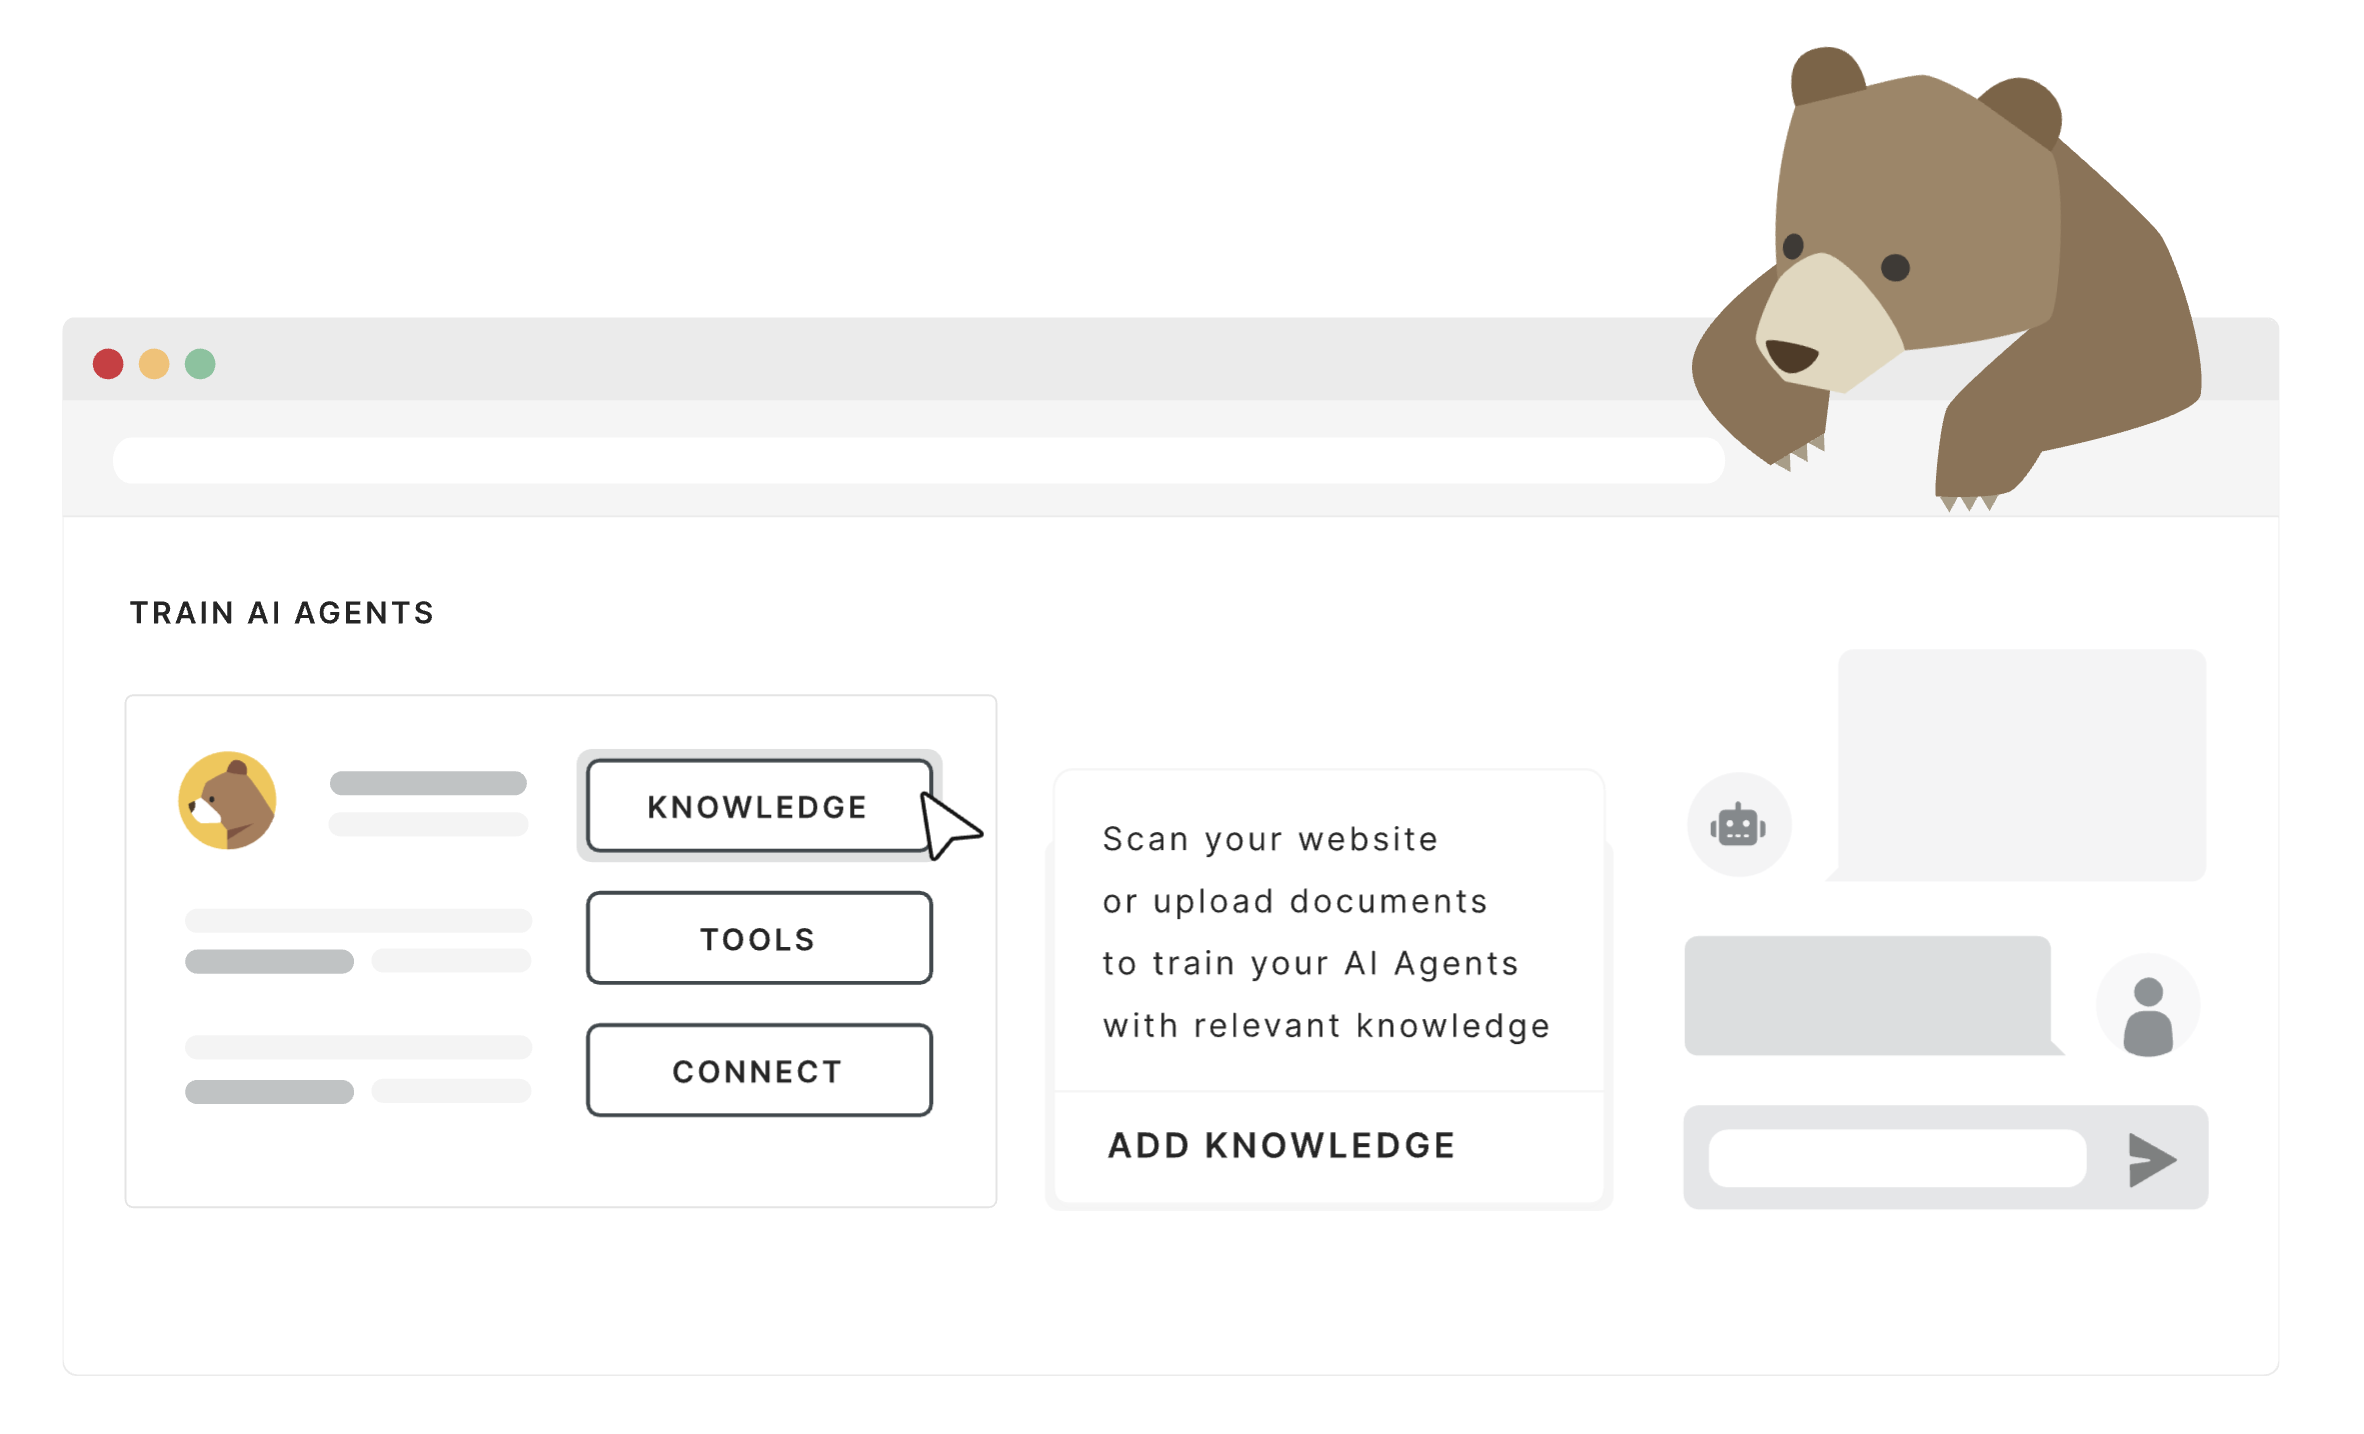 TRAIN AI AGENTS
KNOWLEDGE
TOOLS
CONNECT
Scan your website
or upload documents
to train your AI Agents
with relevant knowledge
ADD KNOWLEDGE